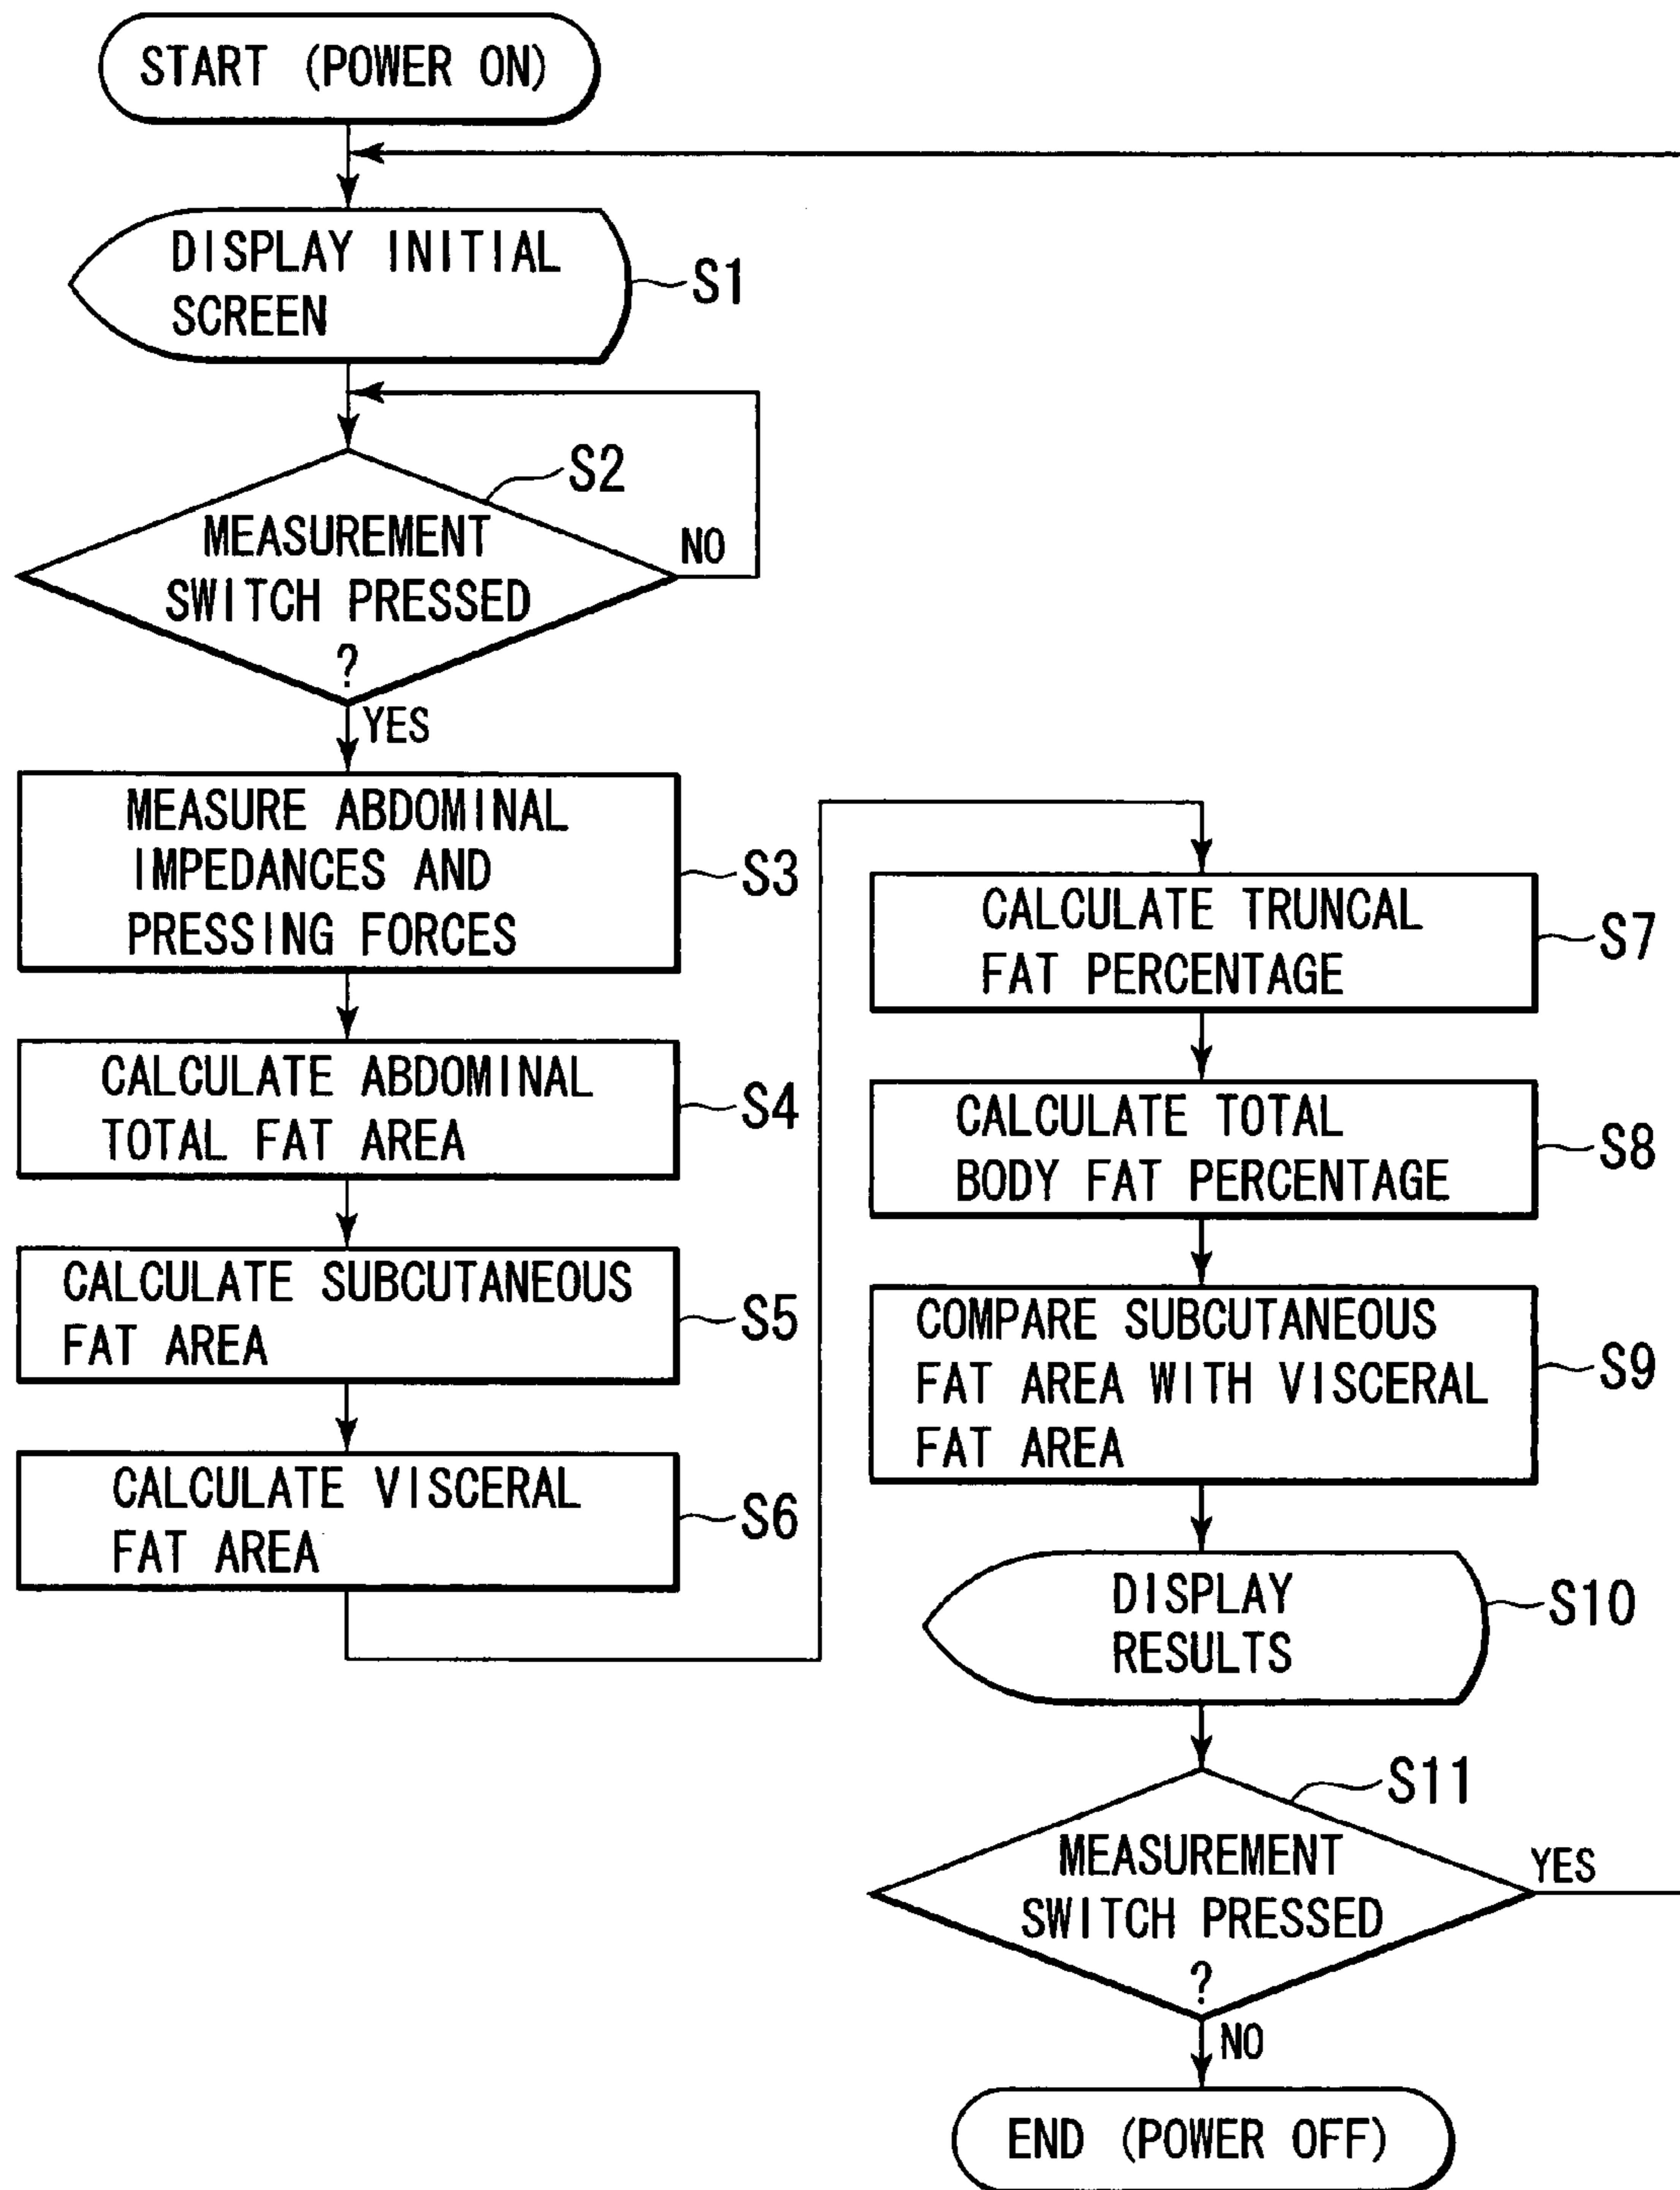 START (POWER ON)
DISPLAY INITIAL
SCREEN
S1
S2
MEASUREMENT
SWITCH PRESSED
?
NO
YES
MEASURE ABDOMINAL
IMPEDANCES AND
PRESSING FORCES
S3
CALCULATE ABDOMINAL
TOTAL FAT AREA
S4
CALCULATE SUBCUTANEOUS
FAT AREA
S5
CALCULATE VISCERAL
FAT AREA
S6
CALCULATE TRUNCAL
FAT PERCENTAGE
S7
CALCULATE TOTAL
BODY FAT PERCENTAGE
S8
COMPARE SUBCUTANEOUS
FAT AREA WITH VISCERAL
FAT AREA
S9
DISPLAY
RESULTS
S10
S11
MEASUREMENT
SWITCH PRESSED
?
YES
NO
END (POWER OFF)